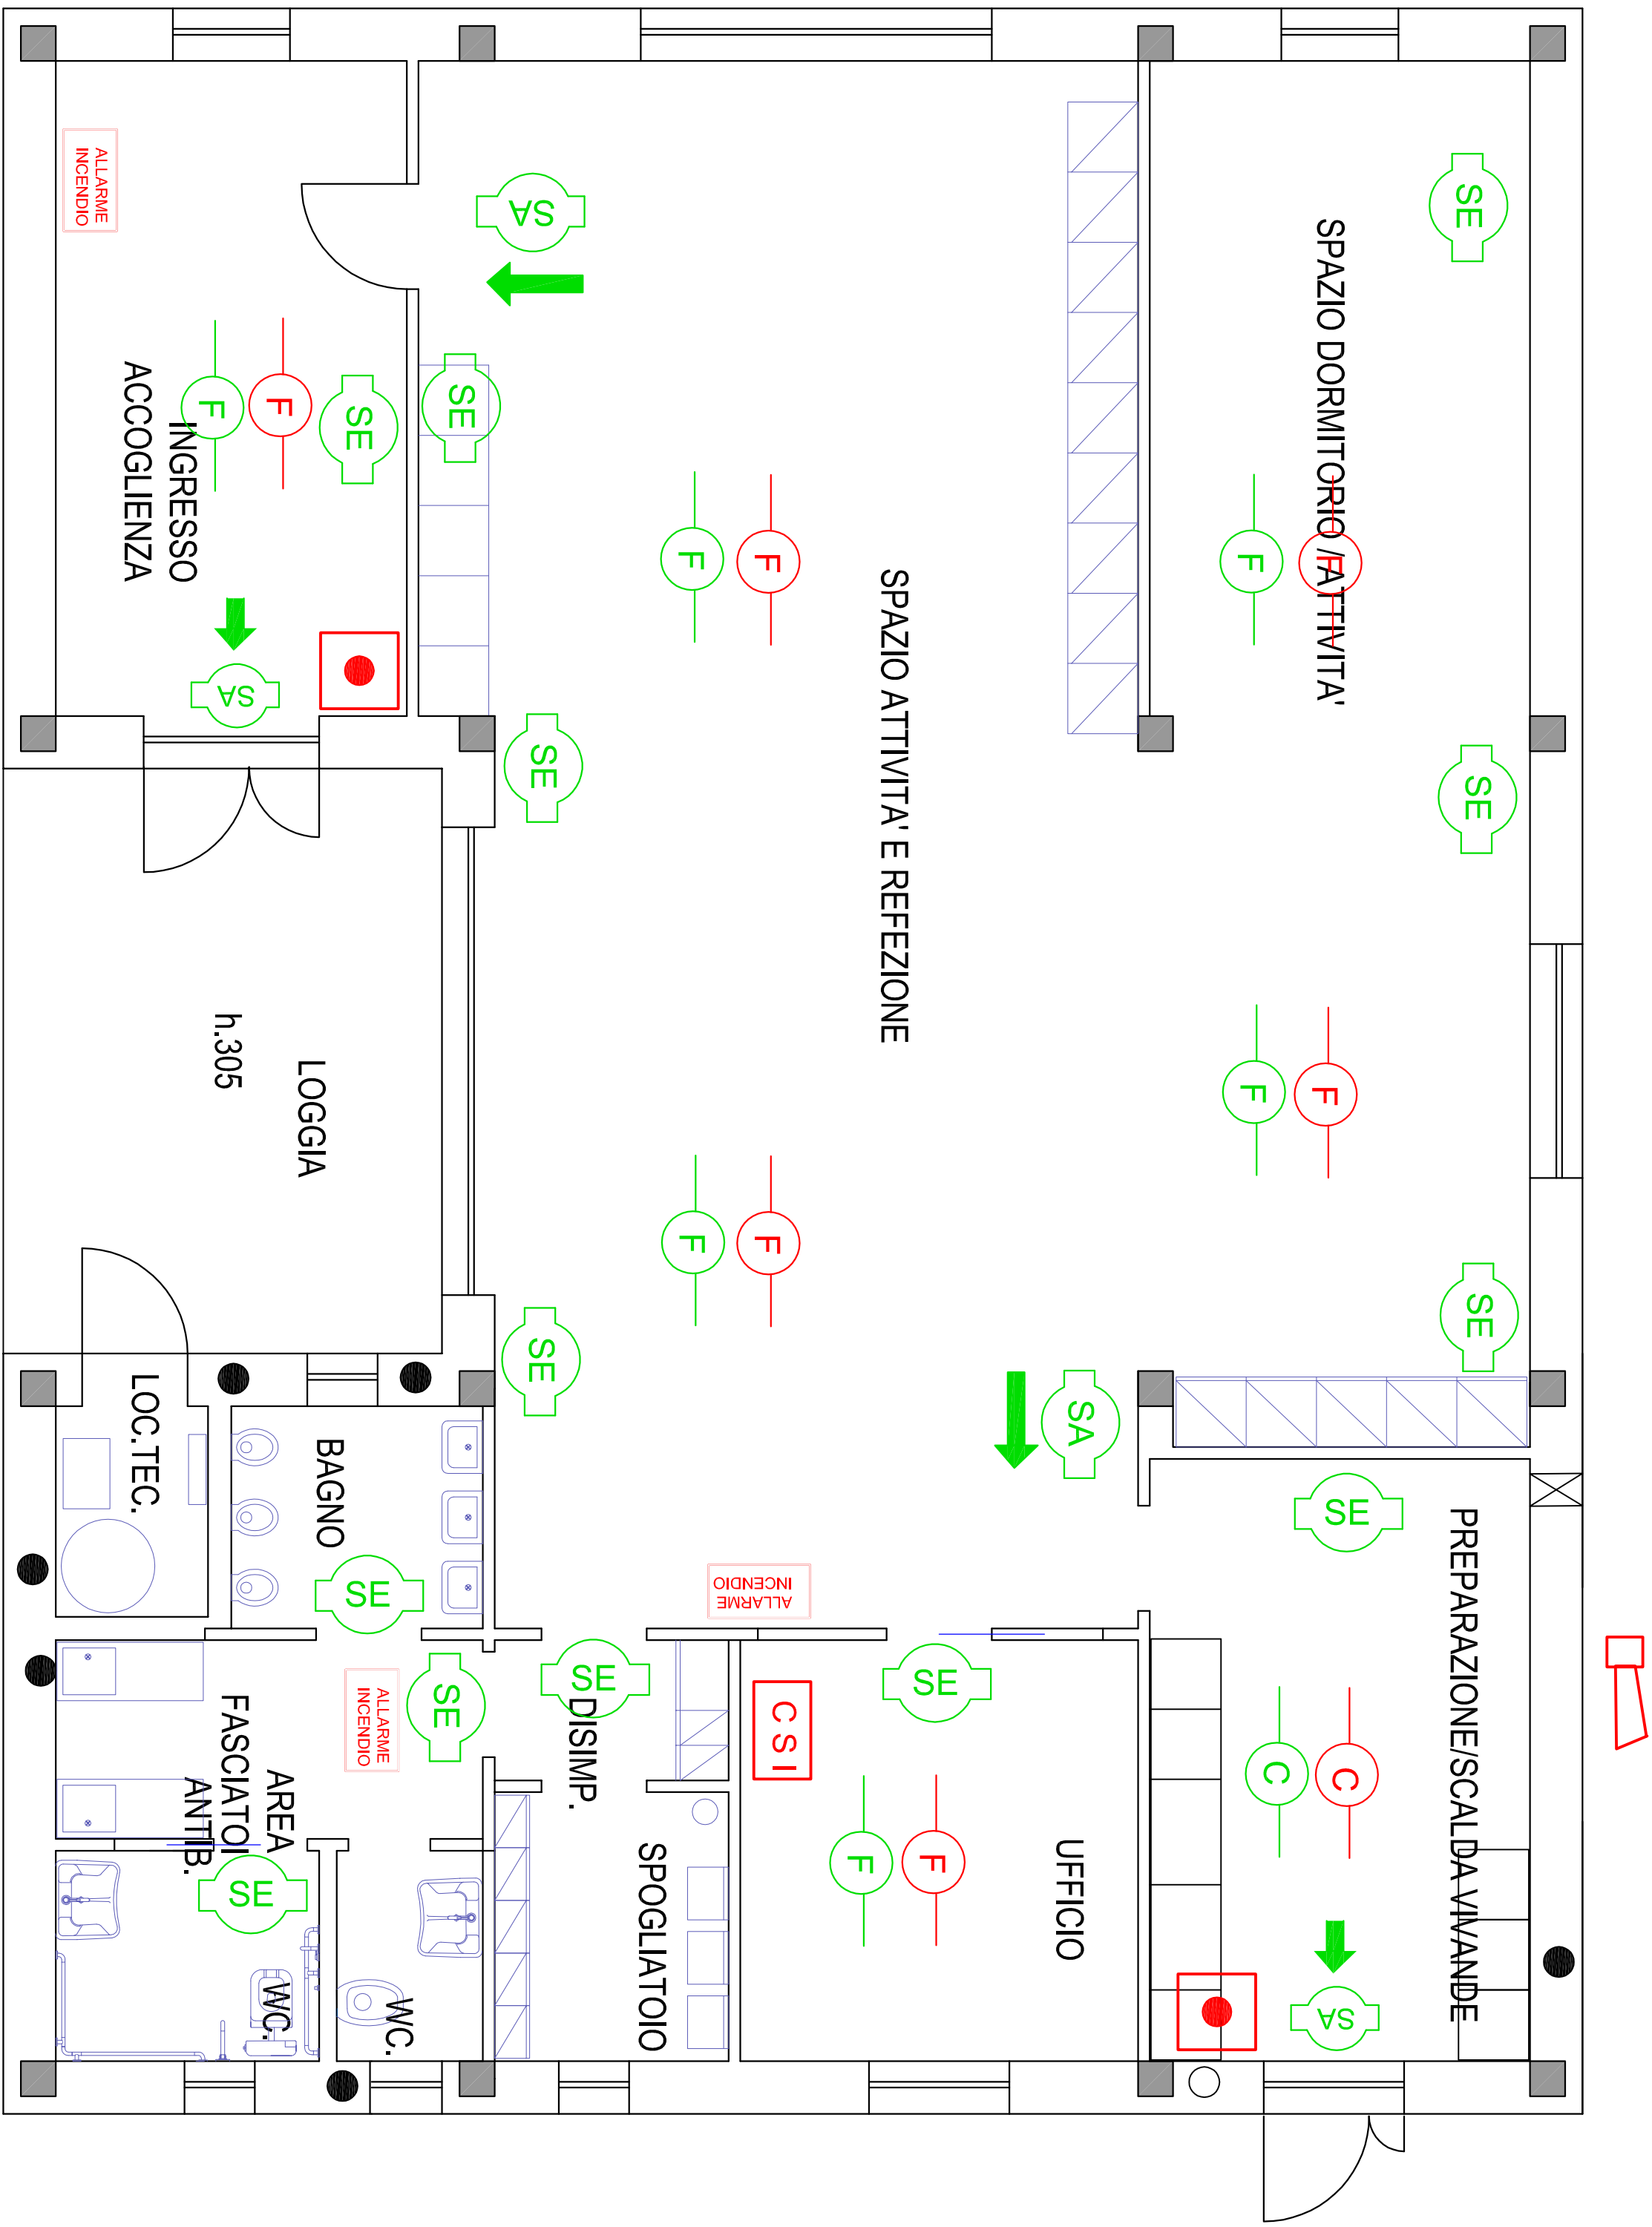 SPAZIO DORMITORIO /ATTIVITA'
SE
F
F
SE
F
F
SE
SPAZIO ATTIVITA' E REFEZIONE
SA
SE
F
F
SE
F
F
SE
SA
ALLARME
INCENDIO
ALLARME
INCENDIO
INGRESSO
ACCOGLIENZA
F
F
SE
SA
LOGGIA
h.305
LOC.TEC.
BAGNO
SE
PREPARAZIONE/SCALDA VIVANDE
SE
C
C
SA
UFFICIO
SE
C S I
F
F
DISIMP.
SE
SPOGLIATOIO
ALLARME
INCENDIO
SE
AREA
FASCIATOI
ANTIB.
SE
WC.
WC.